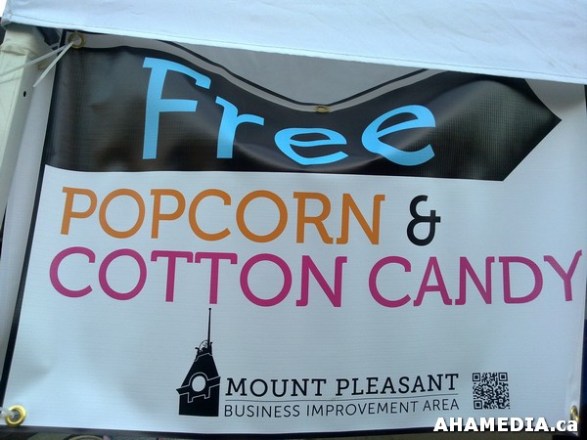 Free
POPCORN &
COTTON CANDY
MOUNT PLEASANT
BUSINESS IMPROVEMENT AREA
AHAMEDIA.ca